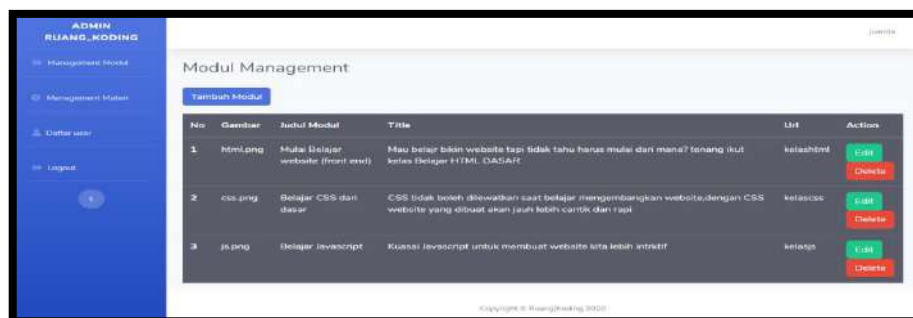 ADMIN
RUANG_KODING
Management Modul
Management Materi
Daftar user
Logout
juanda
Modul Management
Tambah Modul
No Gambar Judul Modul Title Url Action
1 html.png Mulai Belajar website (front end) Mau belajr bikin website tapi tidak tahu harus mulai dari mana? tenang ikut kelashtml Edit
kelas Belajar HTML DASAR Delete
2 css.png Belajar CSS dari dasar CSS tidak boleh dilewatkan saat belajar mengembangkan website,dengan CSS kelascss Edit
website yang dibuat akan jauh lebih cantik dan rapi Delete
3 js.png Belajar Javascript Kuasai Javascript untuk membuat website kita lebih intrktif kelasjs Edit
Delete
Copyright © RuangKoding 2020